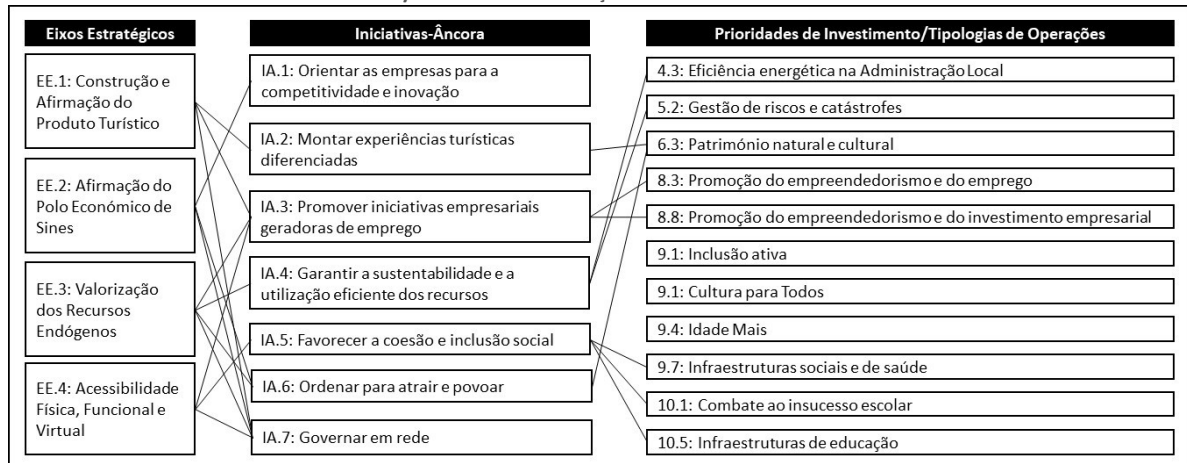 Eixos Estratégicos
EE.1: Construção e
Afirmação do
Produto Turístico
EE.2: Afirmação do
Polo Económico de
Sines
EE.3: Valorização
dos Recursos
Endógenos
EE.4: Acessibilidade
Física, Funcional e
Virtual
Iniciativas-Âncora
IA.1: Orientar as empresas para a
competitividade e inovação
IA.2: Montar experiências turísticas
diferenciadas
IA.3: Promover iniciativas empresariais
geradoras de emprego
IA.4: Garantir a sustentabilidade e a
utilização eficiente dos recursos
IA.5: Favorecer a coesão e inclusão social
IA.6: Ordenar para atrair e povoar
IA.7: Governar em rede
Prioridades de Investimento/Tipologias de Operações
4.3: Eficiência energética na Administração Local
5.2: Gestão de riscos e catástrofes
6.3: Património natural e cultural
8.3: Promoção do empreendedorismo e do emprego
8.8: Promoção do empreendedorismo e do investimento empresarial
9.1: Inclusão ativa
9.1: Cultura para Todos
9.4: Idade Mais
9.7: Infraestruturas sociais e de saúde
10.1: Combate ao insucesso escolar
10.5: Infraestruturas de educação